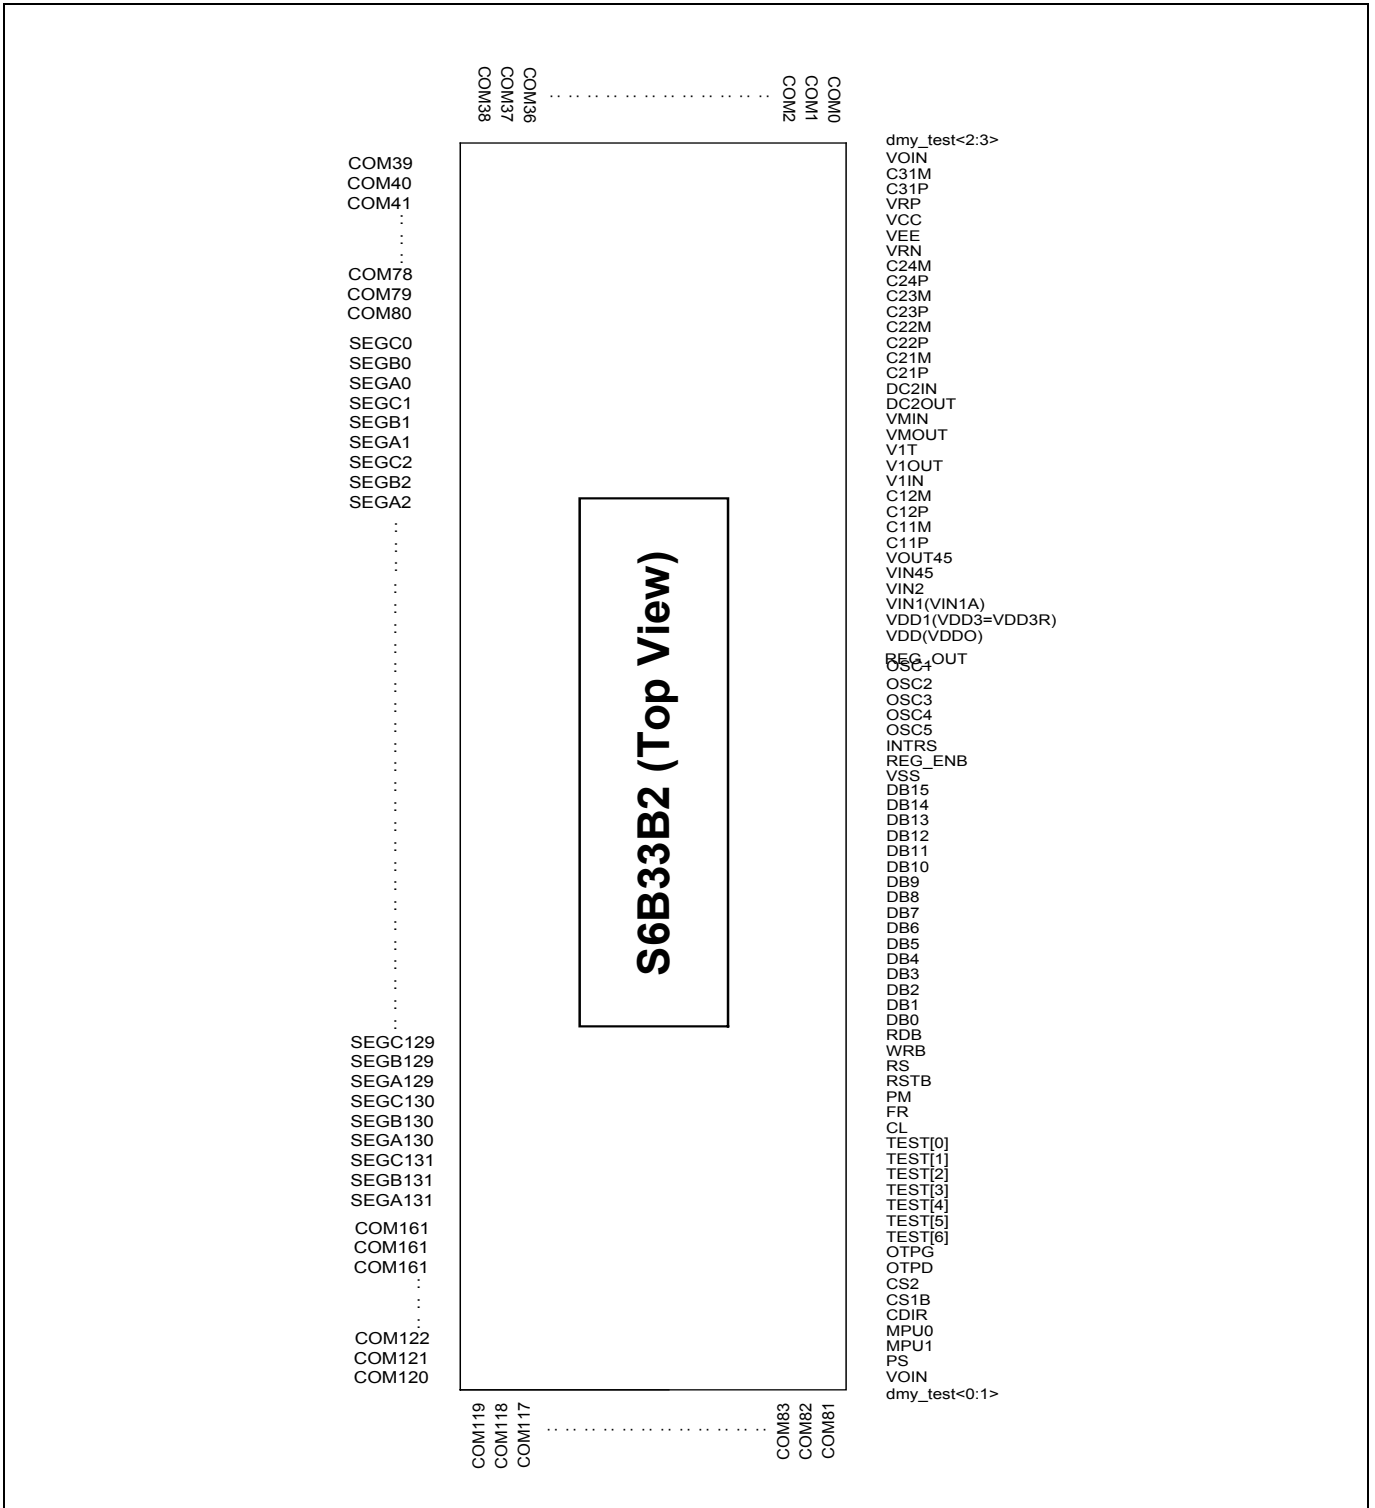 COM38
COM37
COM36
COM2
COM1
COM0
COM39
COM40
COM41
COM78
COM79
COM80
SEGC0
SEGB0
SEGA0
SEGC1
SEGB1
SEGA1
SEGC2
SEGB2
SEGA2
SEGC129
SEGB129
SEGA129
SEGC130
SEGB130
SEGA130
SEGC131
SEGB131
SEGA131
COM161
COM161
COM161
COM122
COM121
COM120
S6B33B2 (Top View)
dmy_test<2:3>
VOIN
C31M
C31P
VRP
VCC
VEE
VRN
C24M
C24P
C23M
C23P
C22M
C22P
C21M
C21P
DC2IN
DC2OUT
VMIN
VMOUT
V1T
V1OUT
V1IN
C12M
C12P
C11M
C11P
VOUT45
VIN45
VIN2
VIN1(VIN1A)
VDD1(VDD3=VDD3R)
VDD(VDDO)
REG_OUT
OSC1
OSC2
OSC3
OSC4
OSC5
INTRS
REG_ENB
VSS
DB15
DB14
DB13
DB12
DB11
DB10
DB9
DB8
DB7
DB6
DB5
DB4
DB3
DB2
DB1
DB0
RDB
WRB
RS
RSTB
PM
FR
CL
TEST[0]
TEST[1]
TEST[2]
TEST[3]
TEST[4]
TEST[5]
TEST[6]
OTPG
OTPD
CS2
CS1B
CDIR
MPU0
MPU1
PS
VOIN
dmy_test<0:1>
COM119
COM118
COM117
COM83
COM82
COM81